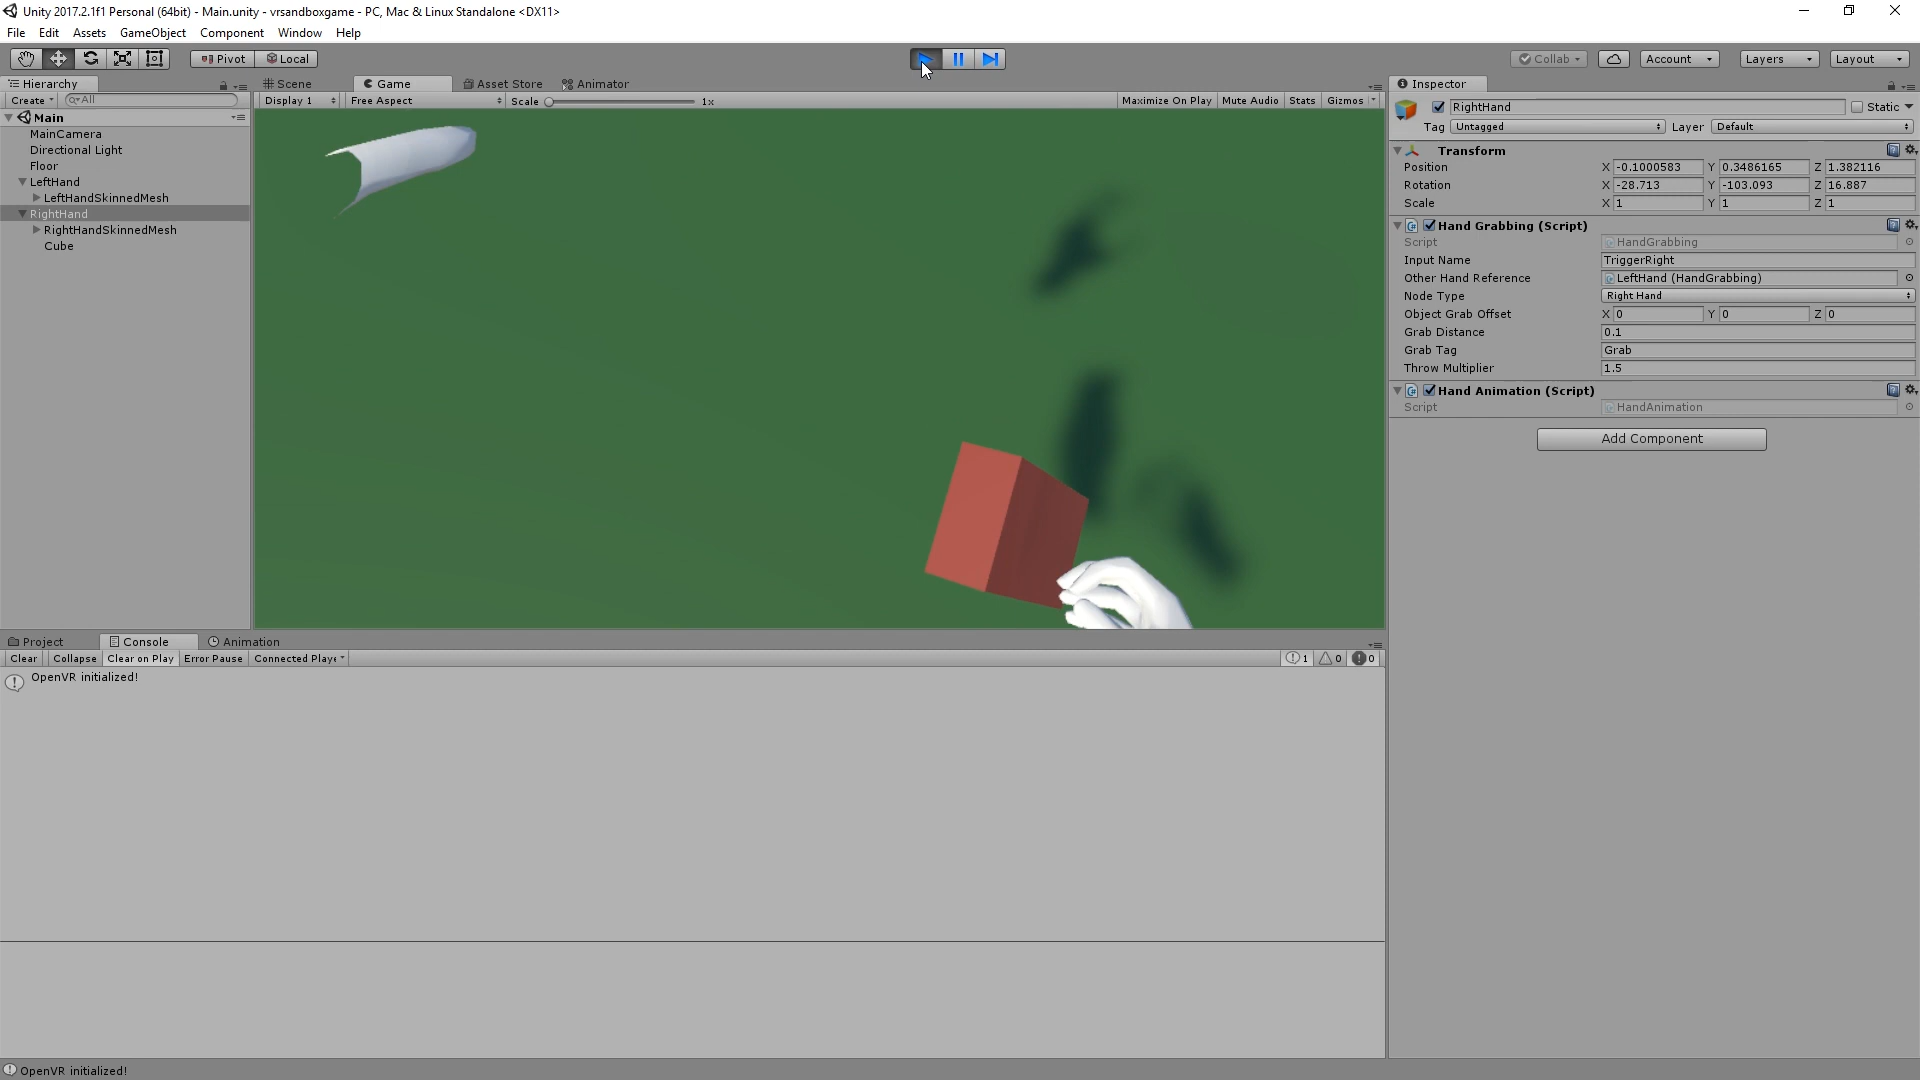 Unity 2017.2.1f1 Personal (64bit) - Main.unity - vrsandboxgame - PC, Mac & Linux Standalone <DX11>
File Edit Assets GameObject Component Window Help
Pivot Local
Collab Account Layers Layout
Hierarchy
Create All
Main
MainCamera
Directional Light
Floor
LeftHand
LeftHandSkinnedMesh
RightHand
RightHandSkinnedMesh
Cube
Scene Game Asset Store Animator
Display 1 Free Aspect Scale 1x Maximize On Play Mute Audio Stats Gizmos
Project Console Animation
Clear Collapse Clear on Play Error Pause Connected Playe 1 0 0
OpenVR initialized!
Inspector
RightHand Static
Tag Untagged Layer Default
Transform
Position X -0.1000583 Y 0.3486165 Z 1.382116
Rotation X -28.713 Y -103.093 Z 16.887
Scale X 1 Y 1 Z 1
Hand Grabbing (Script)
Script HandGrabbing
Input Name TriggerRight
Other Hand Reference LeftHand (HandGrabbing)
Node Type Right Hand
Object Grab Offset X 0 Y 0 Z 0
Grab Distance 0.1
Grab Tag Grab
Throw Multiplier 1.5
Hand Animation (Script)
Script HandAnimation
Add Component
OpenVR initialized!